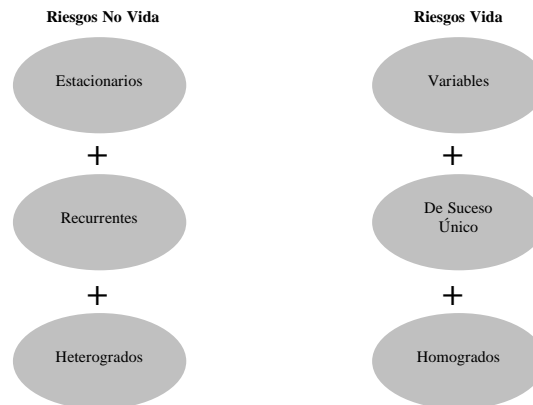 Riesgos No Vida
Estacionarios
+
Recurrentes
+
Heterogrados
Riesgos Vida
Variables
+
De Suceso
Único
+
Homogrados